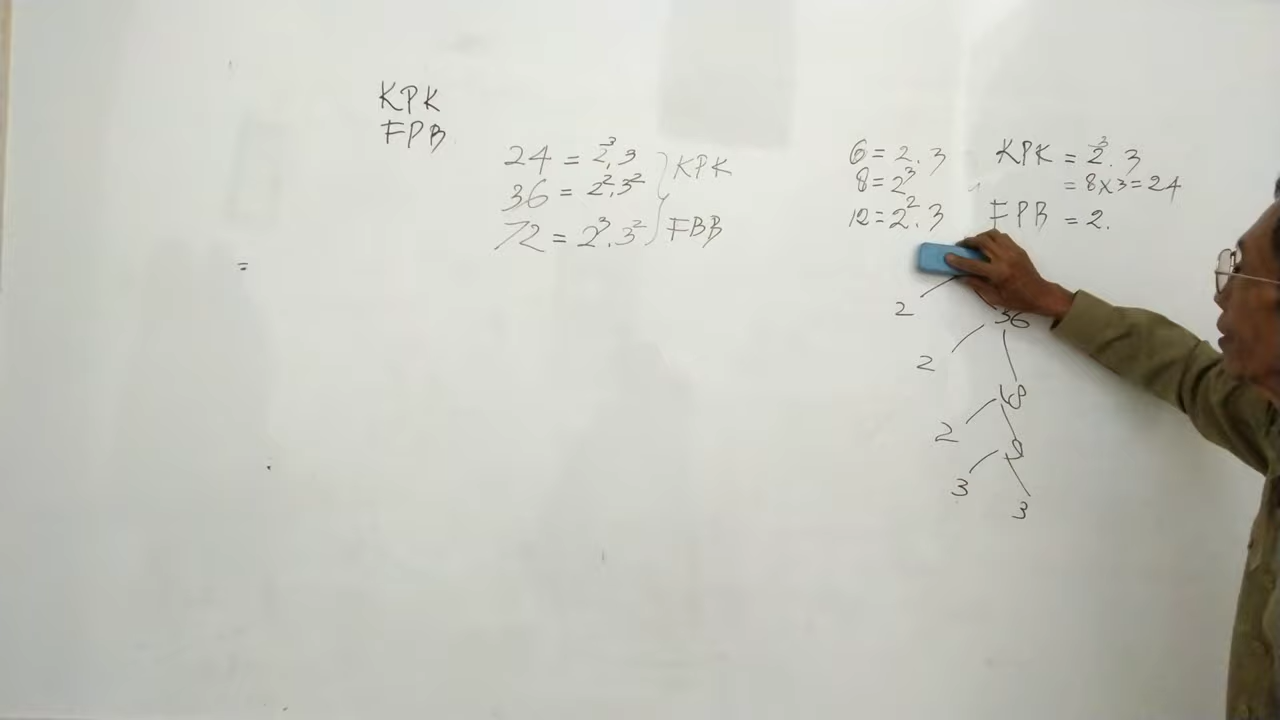 KPK
FPB
24 = 2³.3
36 = 2².3²
72 = 2³.3²
KPK
FBB
=
6 = 2.3
8 = 2³
12 = 2².3
KPK = 2³.3
= 8x3=24
FPB = 2.
2
36
2
18
2
9
3
3